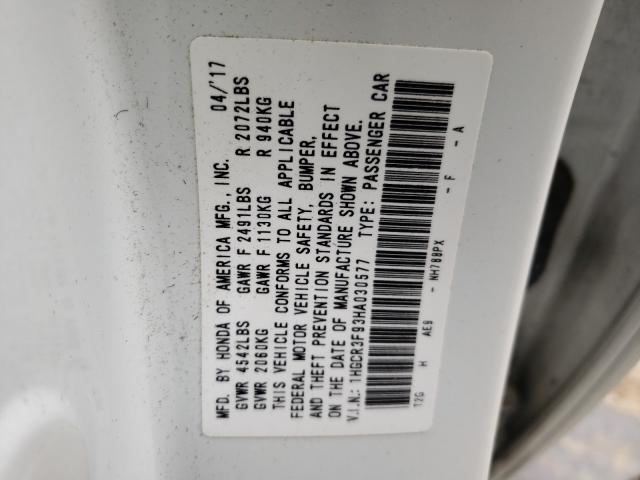 MFD. BY HONDA OF AMERICA MFG., INC. 04/'17
GVWR 4542LBS GAWR F 2491LBS R 2072LBS
GVWR 2060KG GAWR F 1130KG R 940KG
THIS VEHICLE CONFORMS TO ALL APPLICABLE
FEDERAL MOTOR VEHICLE SAFETY, BUMPER,
AND THEFT PREVENTION STANDARDS IN EFFECT
ON THE DATE OF MANUFACTURE SHOWN ABOVE.
V.I.N.: 1HGCR3F93HA030577 TYPE: PASSENGER CAR
T2G H AE9 - NH788PX - F - A